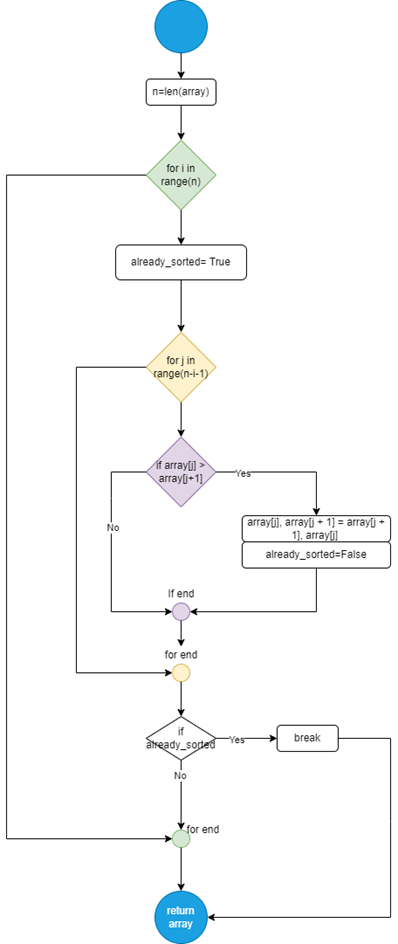 n=len(array)
for i in
range(n)
already_sorted= True
for j in
range(n-i-1)
if array[j] >
array[j+1]
Yes
No
array[j], array[j + 1] = array[j +
1], array[j]
already_sorted=False
If end
for end
if
already_sorted
Yes
break
No
for end
return
array